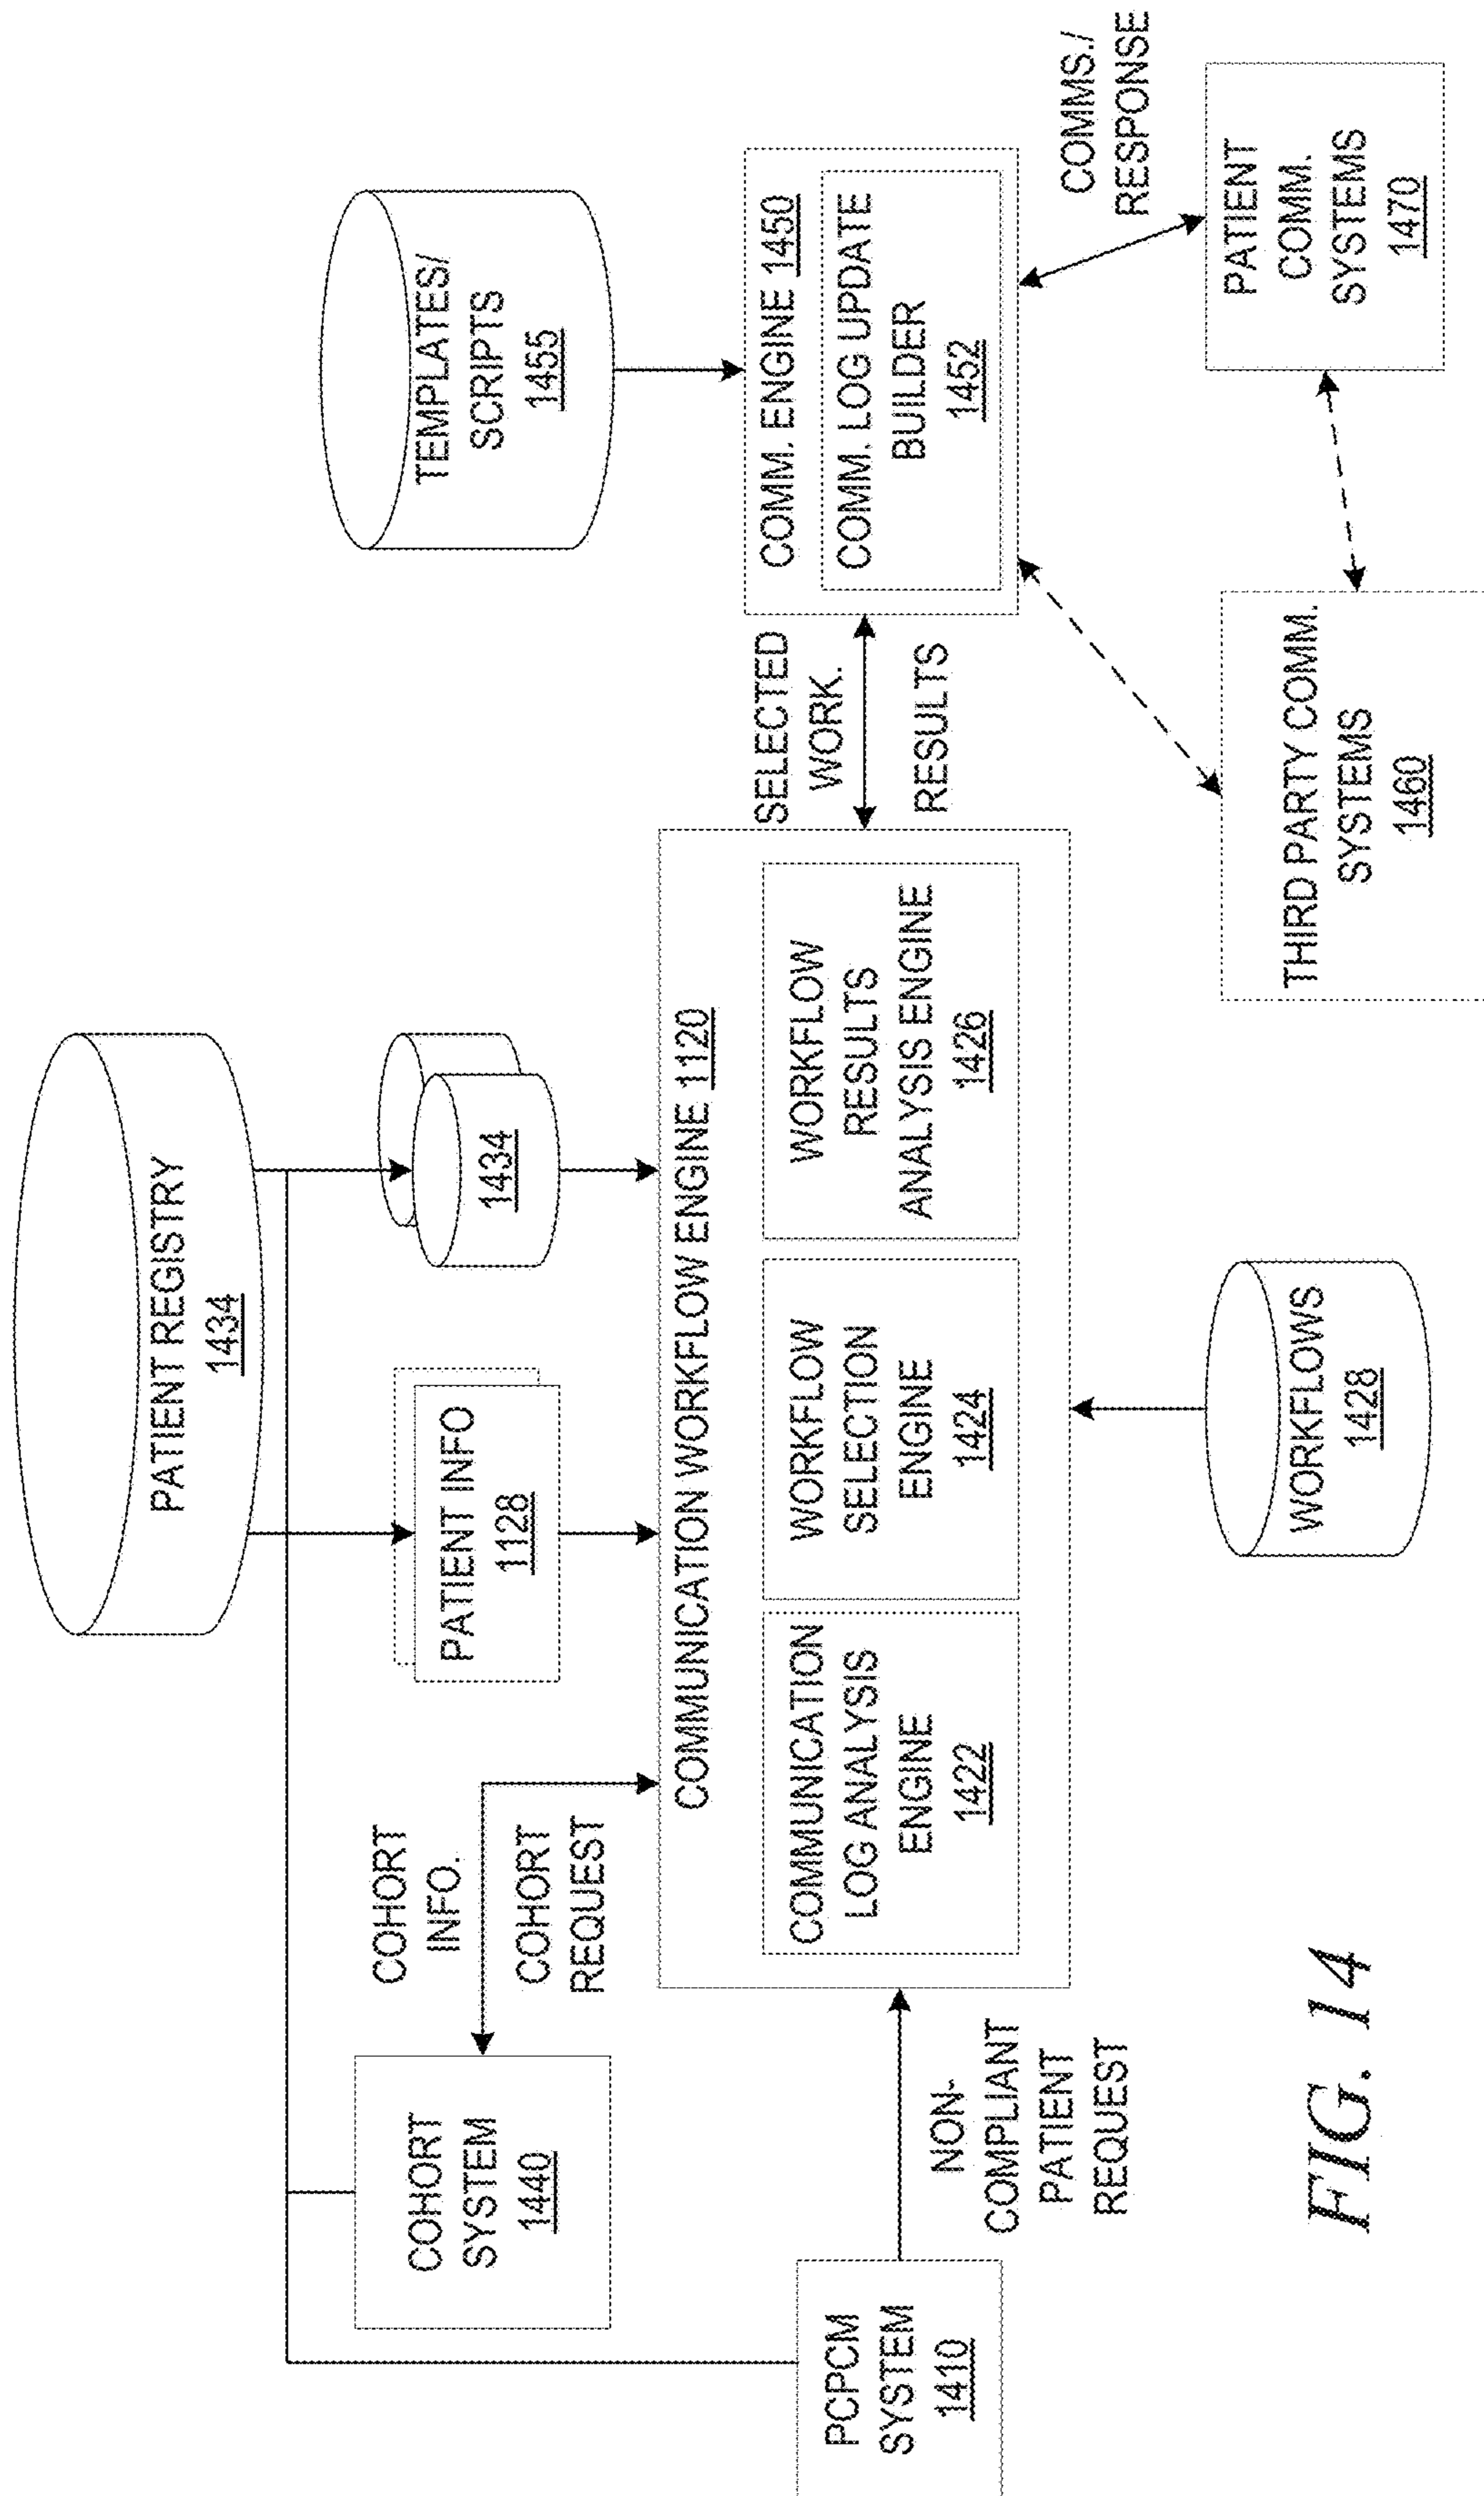 PATIENT REGISTRY
1434
COHORT
SYSTEM
1440
COHORT
INFO.
COHORT
REQUEST
PATIENT INFO
1128
1434
TEMPLATES/
SCRIPTS
1455
PCPCM
SYSTEM
1410
NON-
COMPLIANT
PATIENT
REQUEST
COMMUNICATION WORKFLOW ENGINE 1120
COMMUNICATION
LOG ANALYSIS
ENGINE
1422
WORKFLOW
SELECTION
ENGINE
1424
WORKFLOW
RESULTS
ANALYSIS ENGINE
1426
SELECTED
WORK.
RESULTS
COMM. ENGINE 1450
COMM. LOG UPDATE
BUILDER
1452
COMMS./
RESPONSE
WORKFLOWS
1428
THIRD PARTY COMM.
SYSTEMS
1460
PATIENT
COMM.
SYSTEMS
1470
FIG. 14